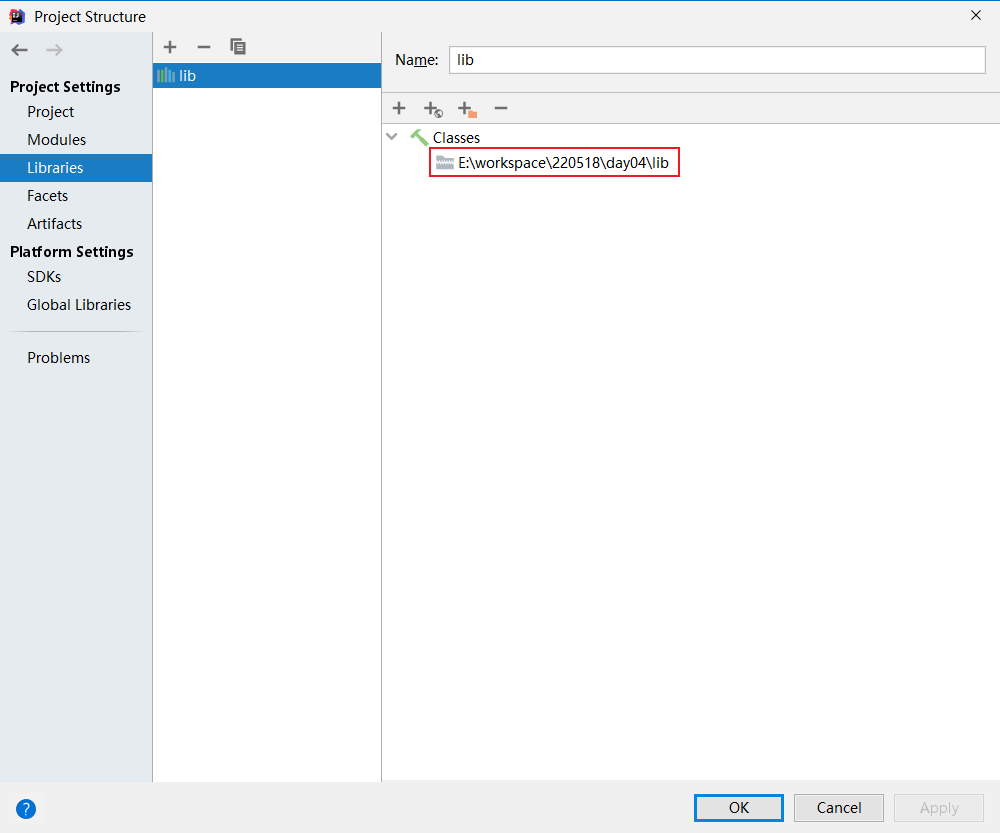 Project Structure
Project Settings
Project
Modules
Libraries
Facets
Artifacts
Platform Settings
SDKs
Global Libraries
Problems
lib
Name: lib
Classes
E:\workspace\220518\day04\lib
?
OK
Cancel
Apply